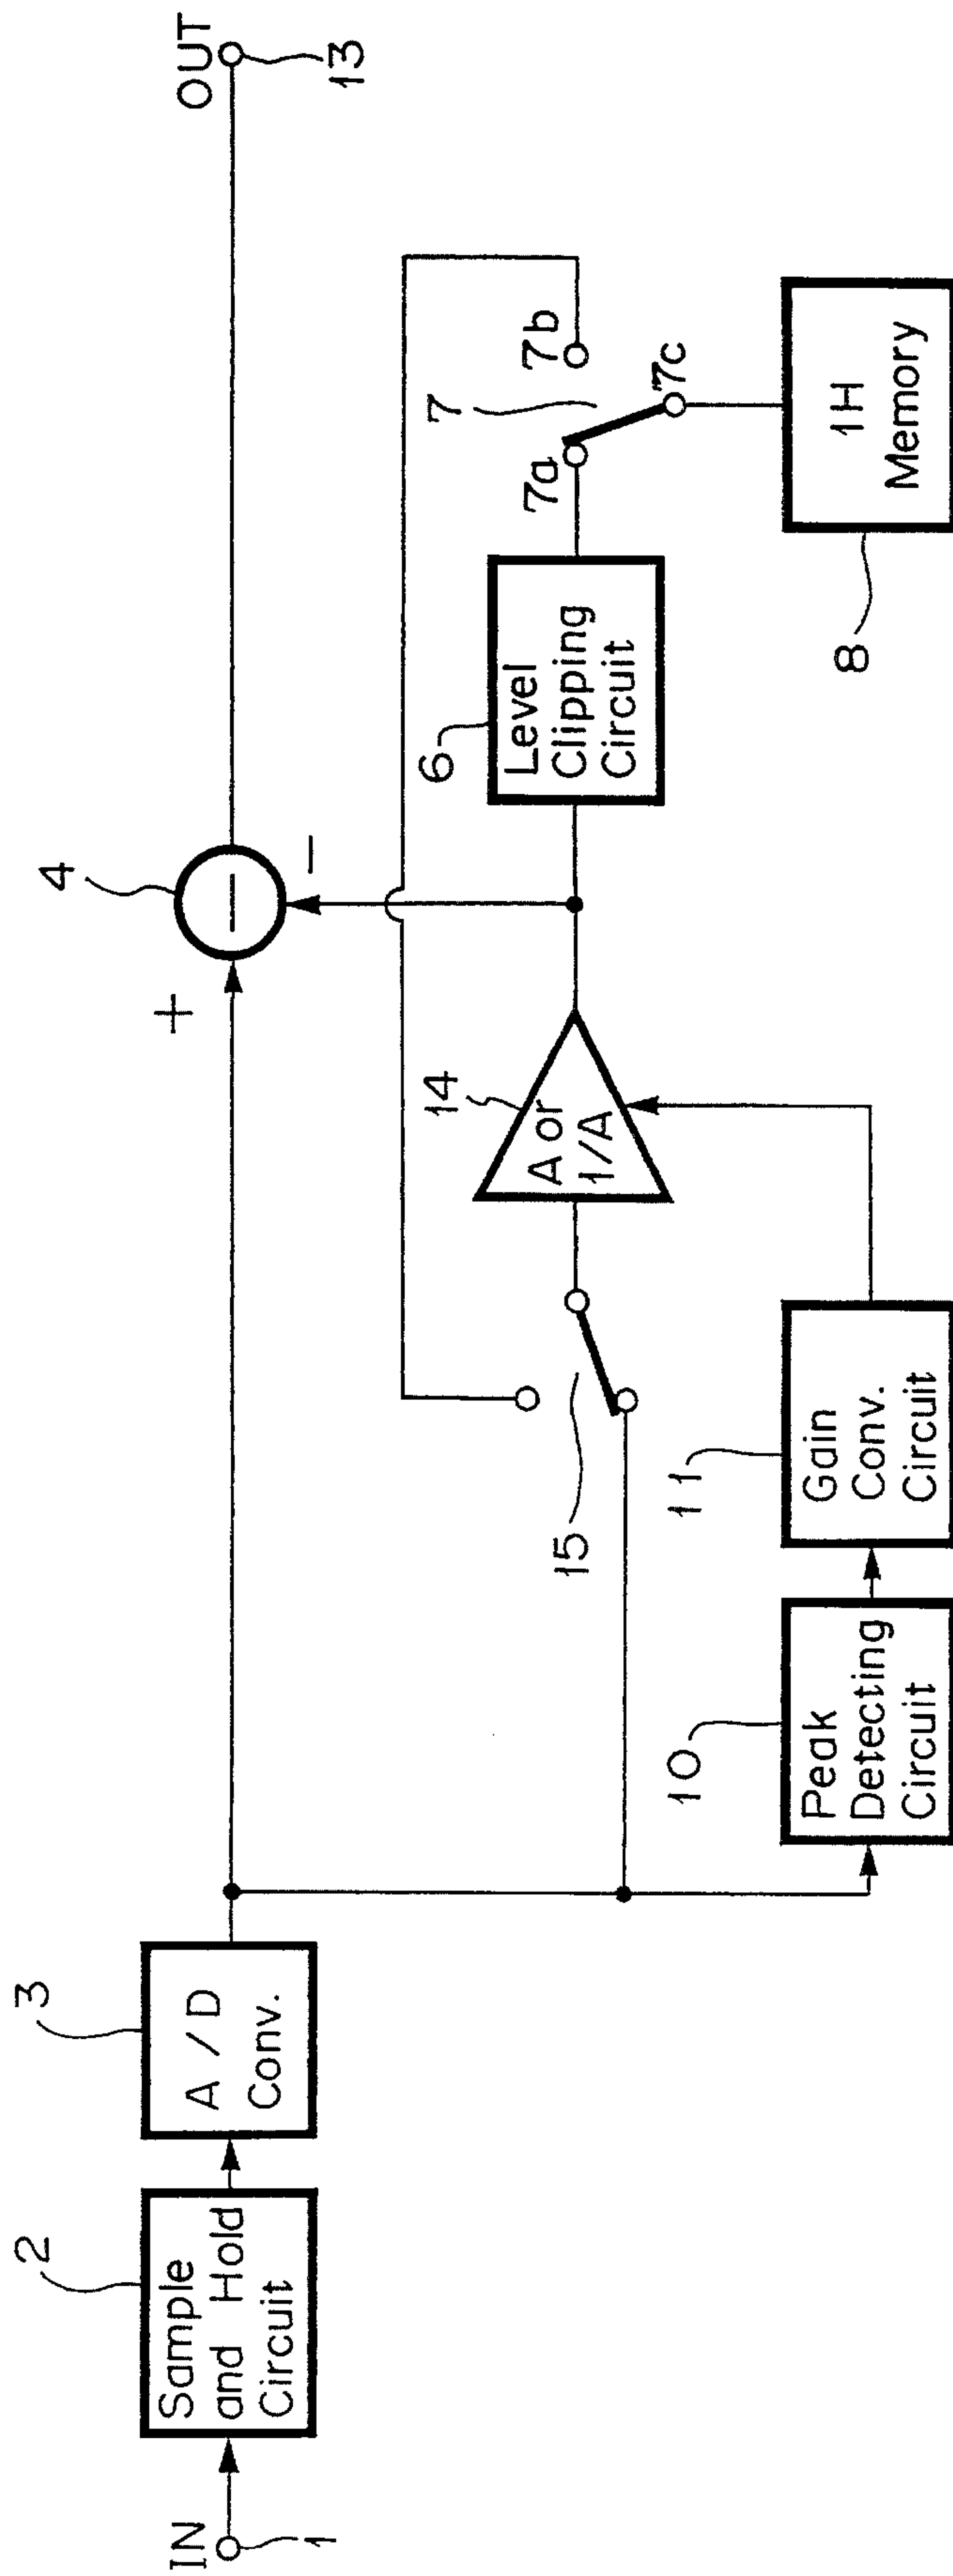 IN
1
2
Sample
and Hold
Circuit
3
A / D
Conv.
+
4
—
−
OUT
13
15
14
A or
1/A
6
Level
Clipping
Circuit
7
7a
7b
7c
8
1H
Memory
10
Peak
Detecting
Circuit
11
Gain
Conv.
Circuit